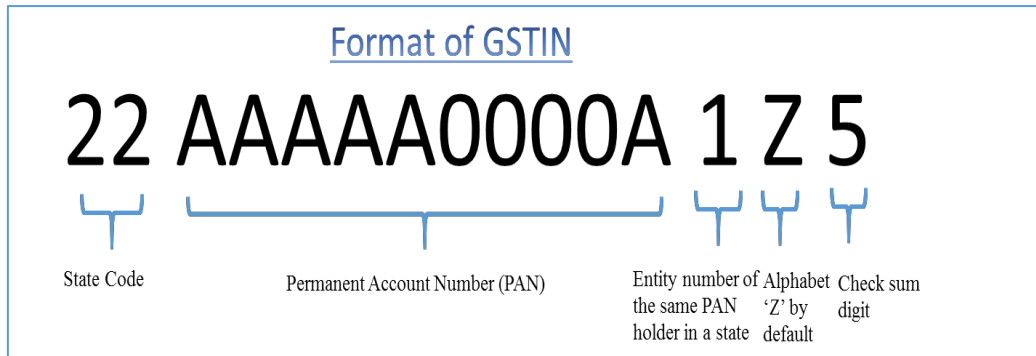 Format of GSTIN
22 AAAAA0000A 1 Z 5
State Code
Permanent Account Number (PAN)
Entity number of
the same PAN
holder in a state
Alphabet
‘Z’ by
default
Check sum
digit